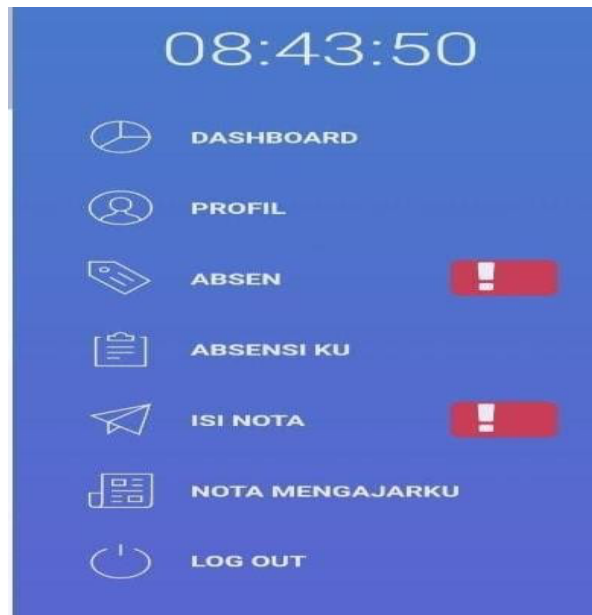 08:43:50
DASHBOARD
PROFIL
ABSEN !
ABSENSI KU
ISI NOTA !
NOTA MENGAJARKU
LOG OUT